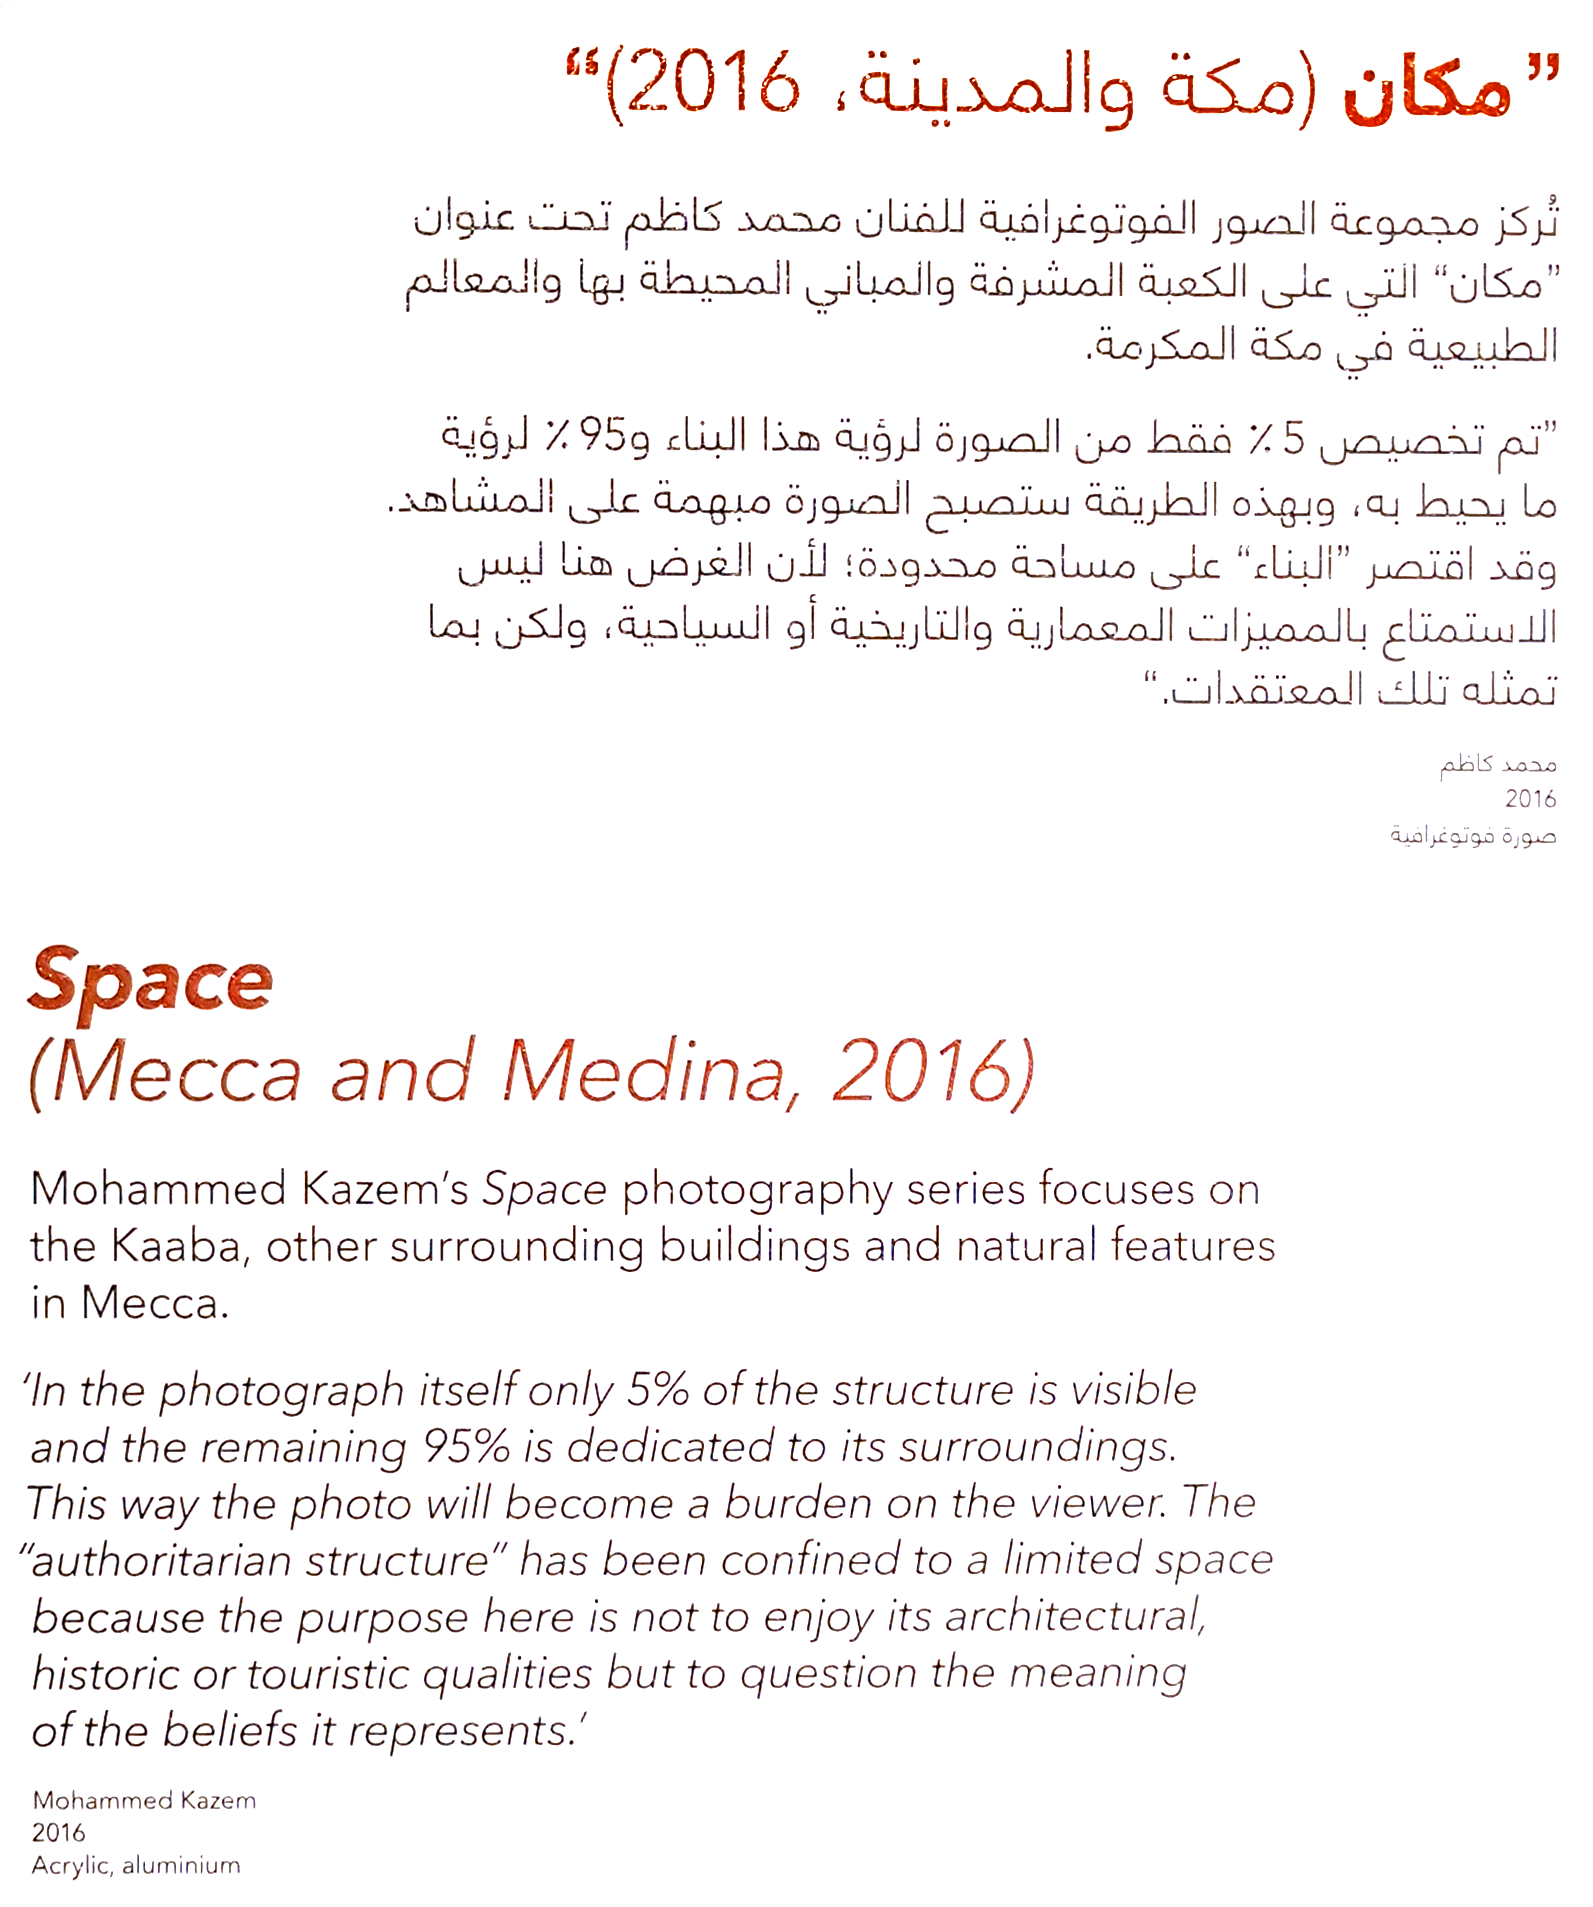 ”مكان (مكة والمدينة، 2016)“
تُركز مجموعة الصور الفوتوغرافية للفنان محمد كاظم تحت عنوان
”مكان“ التي على الكعبة المشرفة والمباني المحيطة بها والمعالم
الطبيعية في مكة المكرمة.
”تم تخصيص 5٪ فقط من الصورة لرؤية هذا البناء و95٪ لرؤية
ما يحيط به، وبهذه الطريقة ستصبح الصورة مبهمة على المشاهد.
وقد اقتصر ”البناء“ على مساحة محدودة؛ لأن الغرض هنا ليس
الاستمتاع بالمميزات المعمارية والتاريخية أو السياحية، ولكن بما
تمثله تلك المعتقدات.“
محمد كاظم
2016
صورة فوتوغرافية
Space
(Mecca and Medina, 2016)
Mohammed Kazem’s Space photography series focuses on
the Kaaba, other surrounding buildings and natural features
in Mecca.
‘In the photograph itself only 5% of the structure is visible
and the remaining 95% is dedicated to its surroundings.
This way the photo will become a burden on the viewer. The
“authoritarian structure” has been confined to a limited space
because the purpose here is not to enjoy its architectural,
historic or touristic qualities but to question the meaning
of the beliefs it represents.’
Mohammed Kazem
2016
Acrylic, aluminium